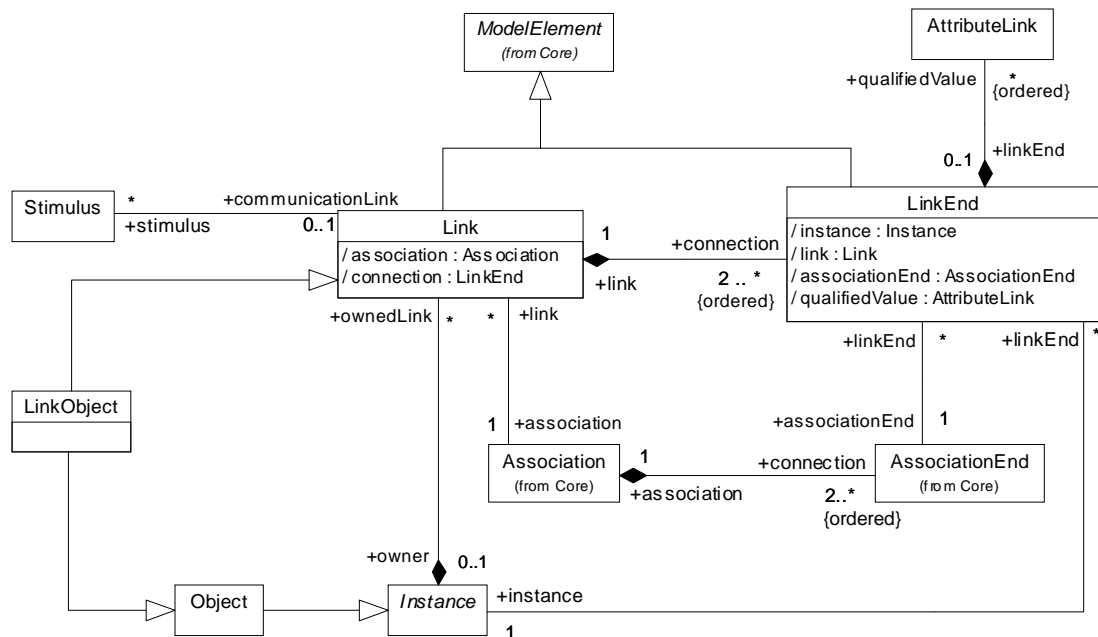 ModelElement
(from Core)
AttributeLink
+qualifiedValue
*
{ordered}
0..1
+linkEnd
Stimulus
*
+stimulus
+communicationLink
0..1
Link
/ association : Association
/ connection : LinkEnd
1
+link
+connection
2 ..*
{ordered}
LinkEnd
/ instance : Instance
/ link : Link
/ associationEnd : AssociationEnd
/ qualifiedValue : AttributeLink
+ownedLink
*
*
+link
+linkEnd
*
+linkEnd
*
LinkObject
1
+association
+associationEnd
1
Association
(from Core)
1
+association
+connection
2..*
{ordered}
AssociationEnd
(from Core)
+owner
0..1
Object
Instance
+instance
1